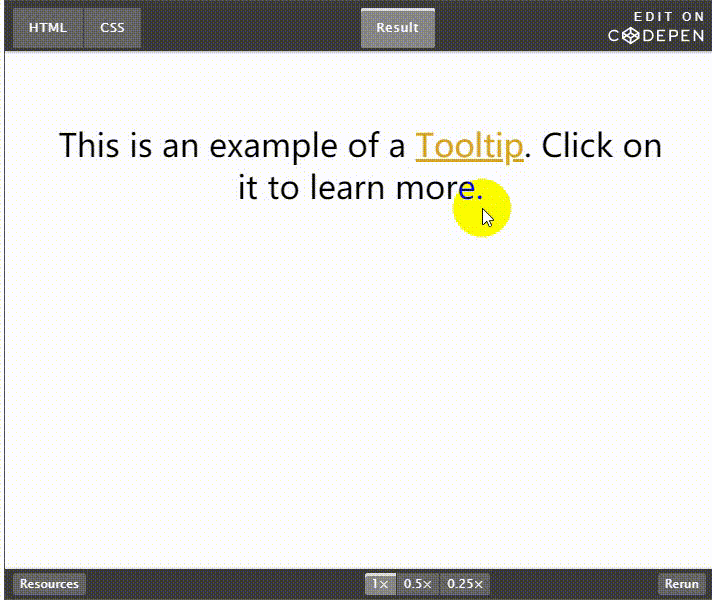 HTML CSS Result EDIT ON
CODEPEN
This is an example of a Tooltip. Click on
it to learn more.
Resources 1× 0.5× 0.25× Rerun